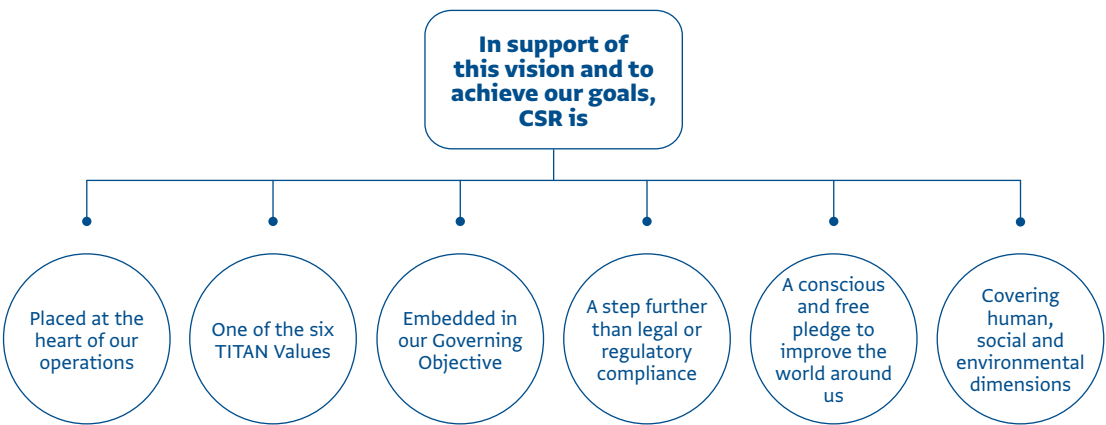 In support of
this vision and to
achieve our goals,
CSR is
Placed at the
heart of our
operations
One of the six
TITAN Values
Embedded in
our Governing
Objective
A step further
than legal or
regulatory
compliance
A conscious
and free
pledge to
improve the
world around
us
Covering
human,
social and
environmental
dimensions